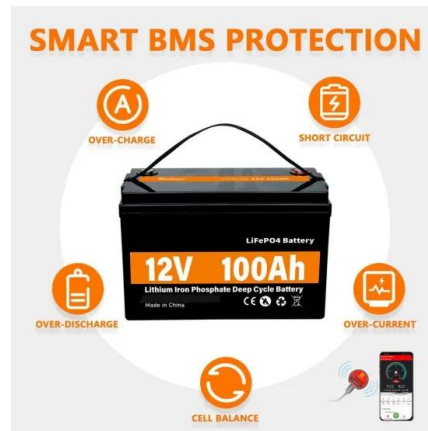 SMART BMS PROTECTION
A
OVER-CHARGE
SHORT CIRCUIT
LiFePO4 Battery
12V 100Ah
Lithium Iron Phosphate Deep Cycle Battery
Made in China
CE
OVER-DISCHARGE
OVER-CURRENT
CELL BALANCE